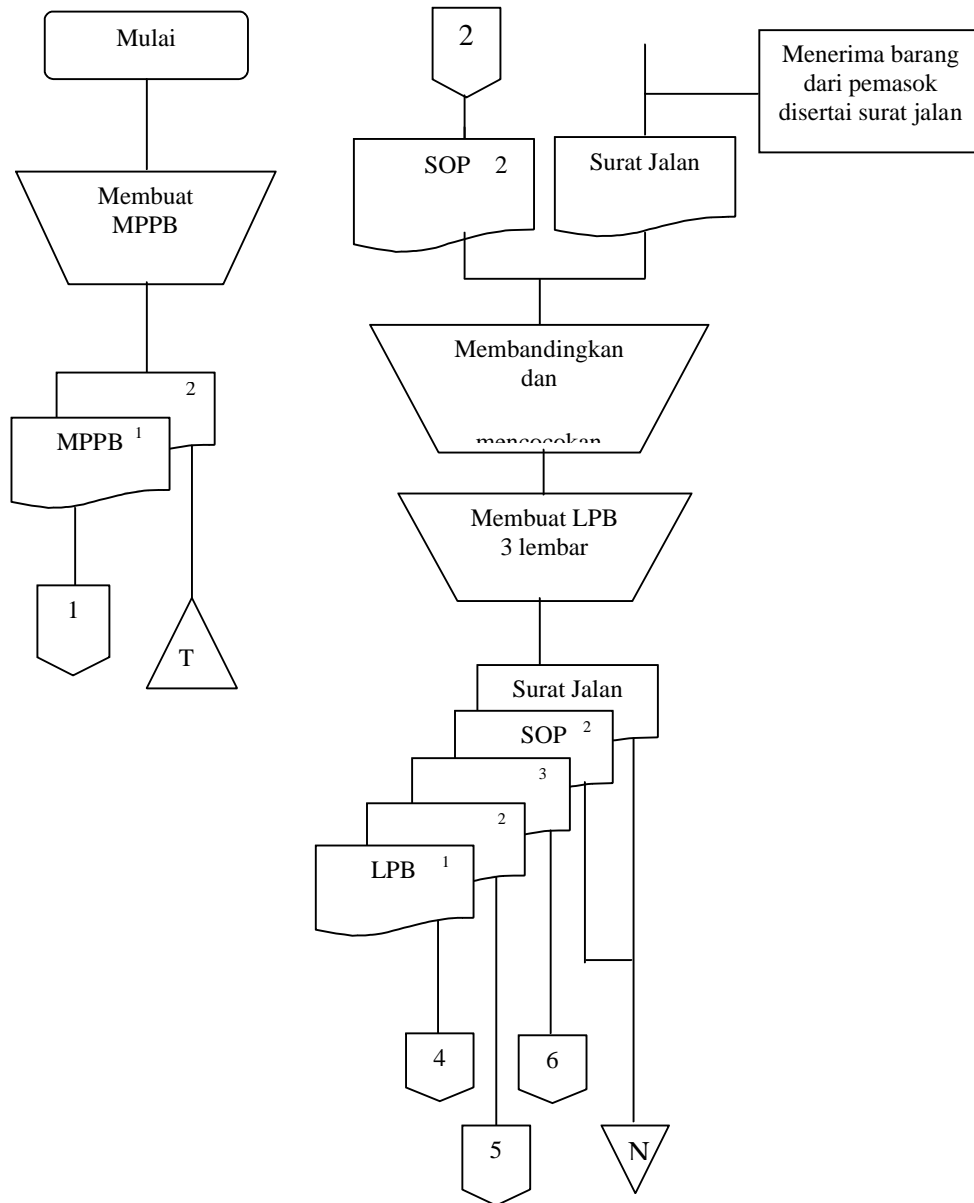 Mulai
Membuat
MPPB
2
MPPB 1
1
T
2
SOP 2
Surat Jalan
Menerima barang
dari pemasok
disertai surat jalan
Membandingkan
dan
mencocokan
Membuat LPB
3 lembar
Surat Jalan
SOP 2
3
2
LPB 1
4
6
5
N